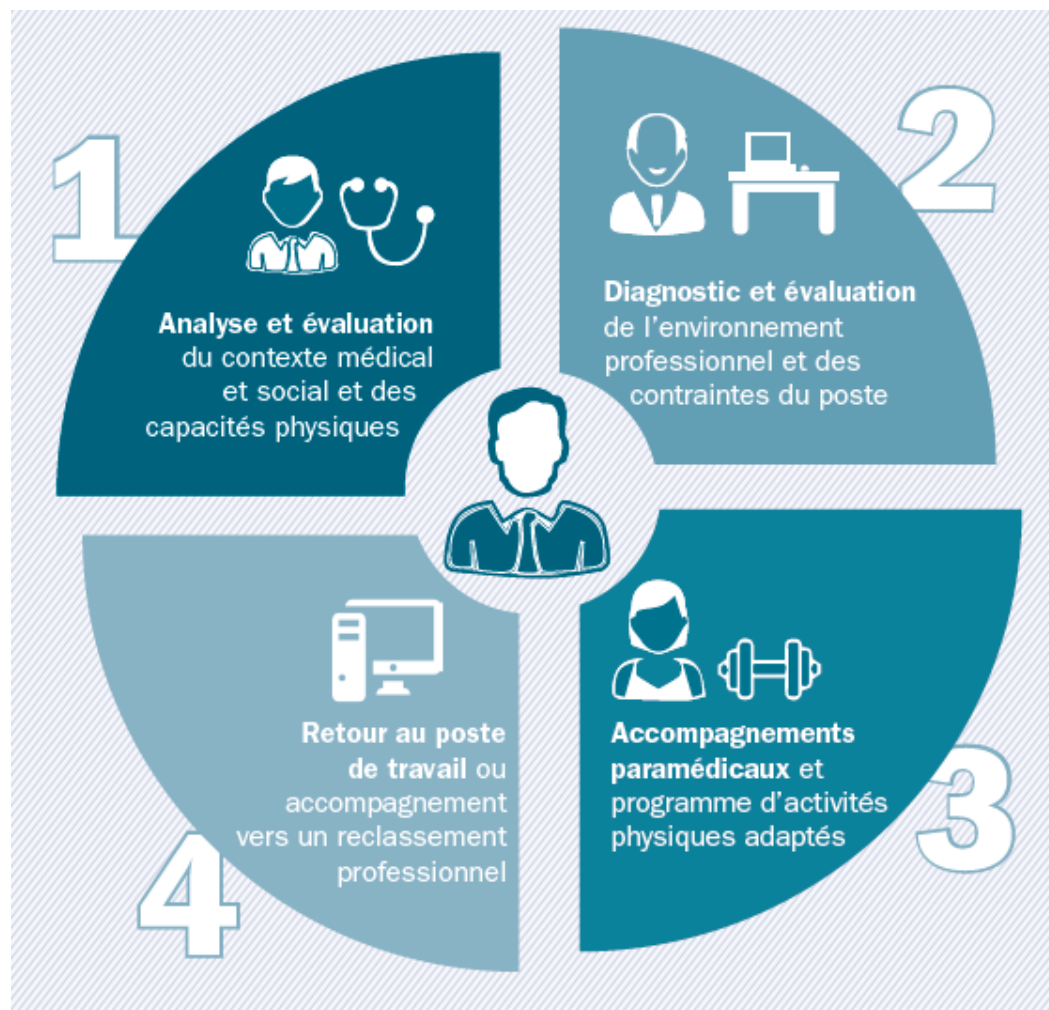 1
Analyse et évaluation
du contexte médical
et social et des
capacités physiques
2
Diagnostic et évaluation
de l'environnement
professionnel et des
contraintes du poste
3
Accompagnements
paramédicaux et
programme d'activités
physiques adaptés
4
Retour au poste
de travail ou
accompagnement
vers un reclassement
professionnel